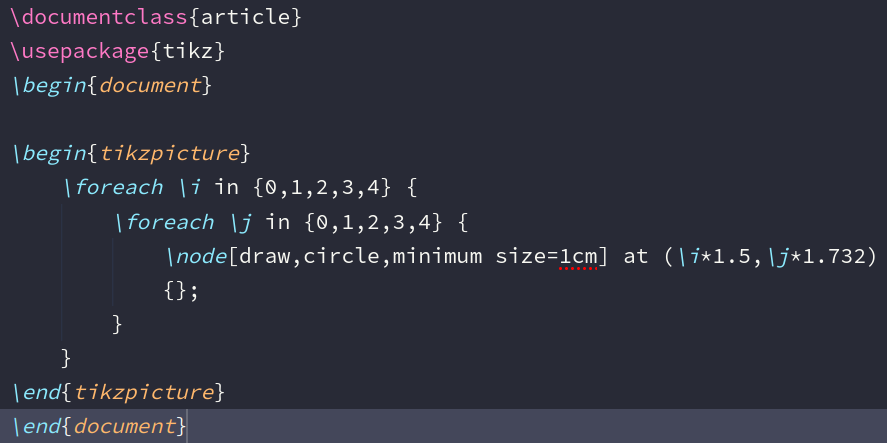 \documentclass{article}
\usepackage{tikz}
\begin{document}

\begin{tikzpicture}
    \foreach \i in {0,1,2,3,4} {
        \foreach \j in {0,1,2,3,4} {
            \node[draw,circle,minimum size=1cm] at (\i*1.5,\j*1.732)
            {};
        }
    }
\end{tikzpicture}
\end{document}